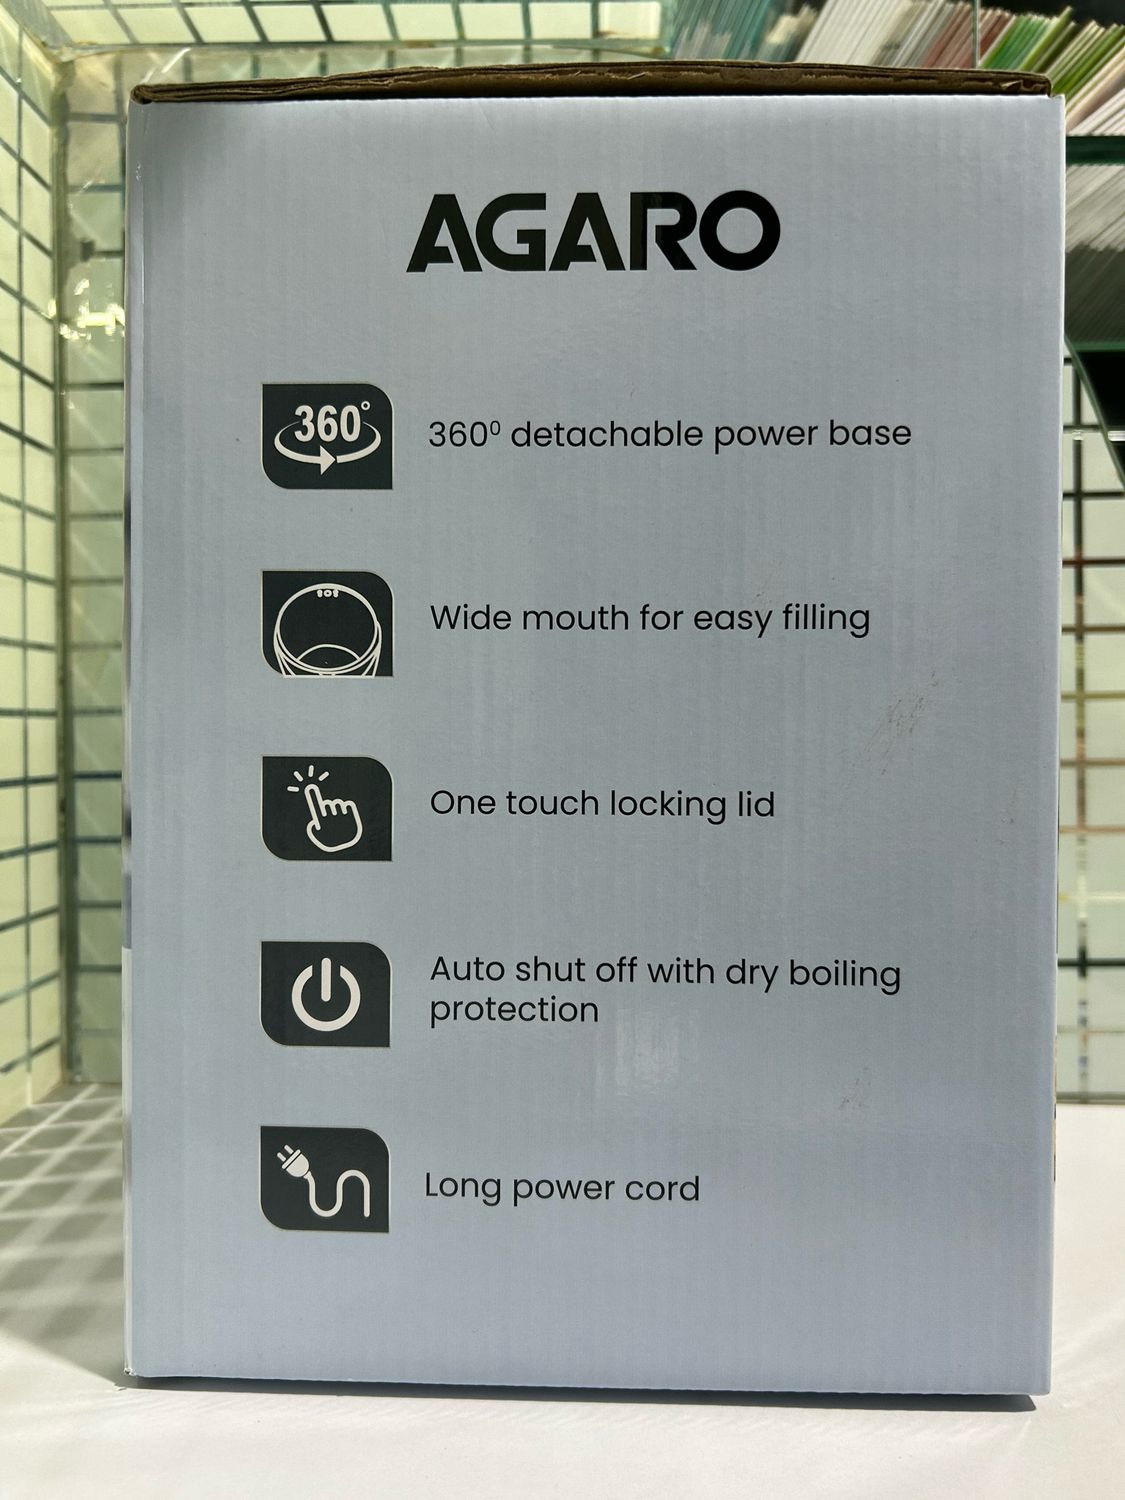 AGARO
360°
360⁰ detachable power base
Wide mouth for easy filling
One touch locking lid
Auto shut off with dry boiling
protection
Long power cord